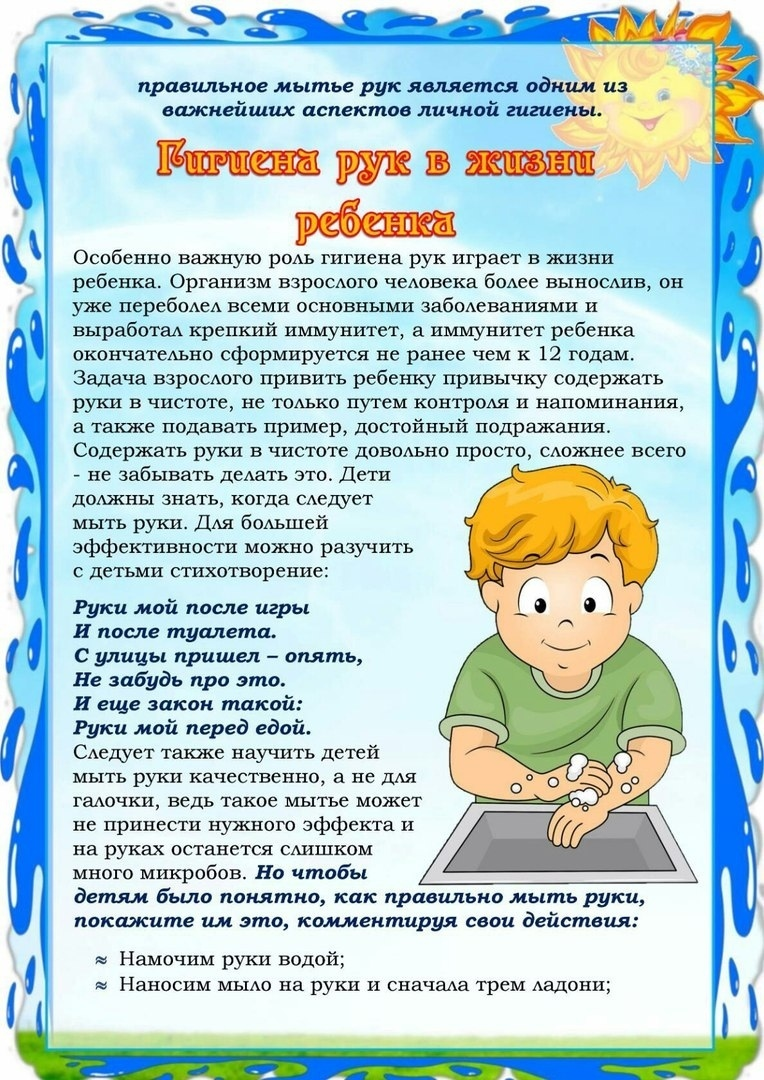 правильное мытье рук является одним из
важнейших аспектов личной гигиены.
Гигиена рук в жизни
ребенка
Особенно важную роль гигиена рук играет в жизни
ребенка. Организм взрослого человека более вынослив, он
уже переболел всеми основными заболеваниями и
выработал крепкий иммунитет, а иммунитет ребенка
окончательно сформируется не ранее чем к 12 годам.
Задача взрослого привить ребенку привычку содержать
руки в чистоте, не только путем контроля и напоминания,
а также подавать пример, достойный подражания.
Содержать руки в чистоте довольно просто, сложнее всего
- не забывать делать это. Дети
должны знать, когда следует
мыть руки. Для большей
эффективности можно разучить
с детьми стихотворение:
Руки мой после игры
И после туалета.
С улицы пришел – опять,
Не забудь про это.
И еще закон такой:
Руки мой перед едой.
Следует также научить детей
мыть руки качественно, а не для
галочки, ведь такое мытье может
не принести нужного эффекта и
на руках останется слишком
много микробов. Но чтобы
детям было понятно, как правильно мыть руки,
покажите им это, комментируя свои действия:
≈ Намочим руки водой;
≈ Наносим мыло на руки и сначала трем ладони;